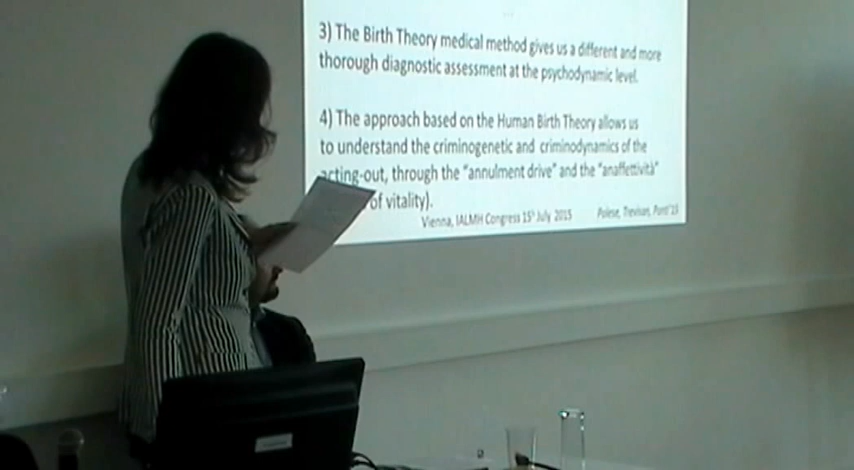 3) The Birth Theory medical method gives us a different and more
thorough diagnostic assessment at the psychodynamic level.
4) The approach based on the Human Birth Theory allows us
to understand the criminogenetic and criminodynamics of the
acting-out, through the "annulment drive" and the "anaffettività"
of vitality).
Vienna, IALMH Congress 15th July 2015
Polese, Trevisan, Ponti'15